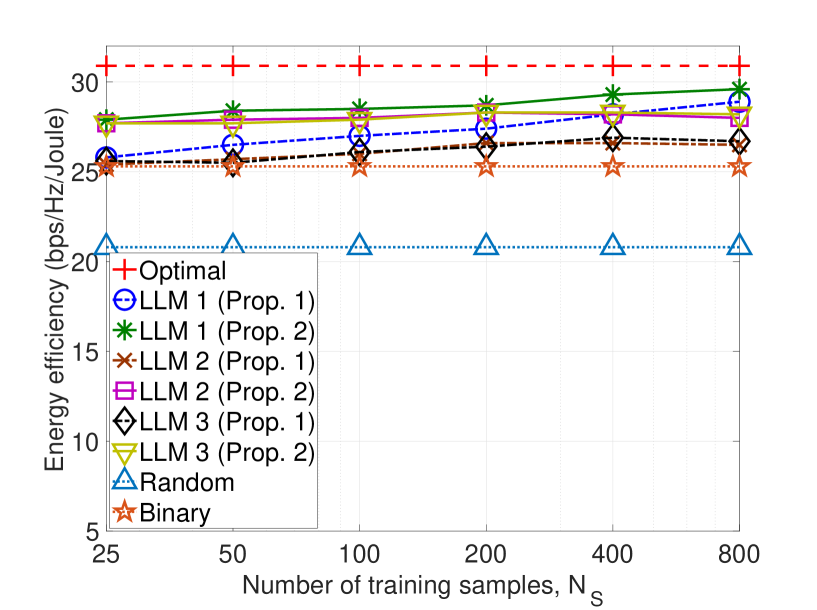 30
25
20
15
10
5
Energy efficiency (bps/Hz/Joule)
Optimal
LLM 1 (Prop. 1)
LLM 1 (Prop. 2)
LLM 2 (Prop. 1)
LLM 2 (Prop. 2)
LLM 3 (Prop. 1)
LLM 3 (Prop. 2)
Random
Binary
25 50 100 200 400 800
Number of training samples, N_S